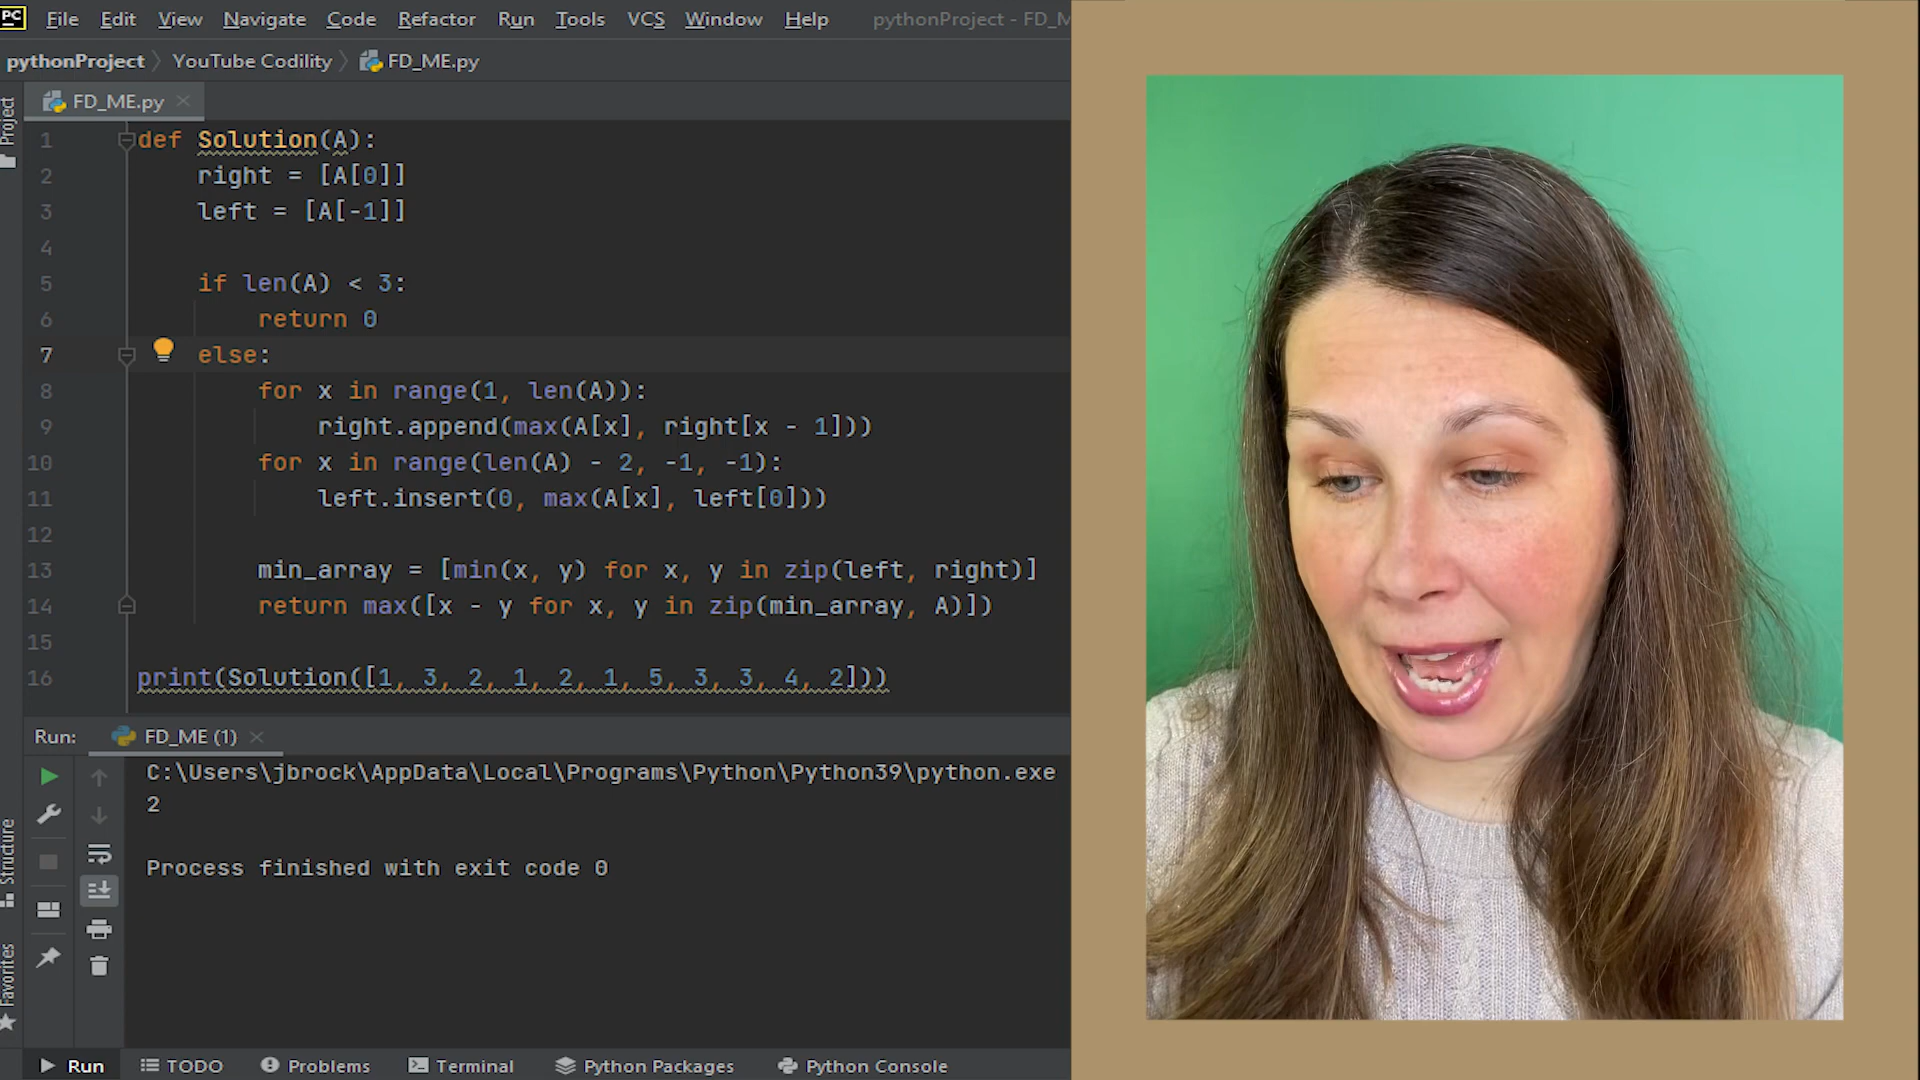 PC File Edit View Navigate Code Refactor Run Tools VCS Window Help pythonProject - FD_M
pythonProject YouTube Codility FD_ME.py
FD_ME.py
Project
1 def Solution(A):
2 right = [A[0]]
3 left = [A[-1]]
4
5 if len(A) < 3:
6 return 0
7 else:
8 for x in range(1, len(A)):
9 right.append(max(A[x], right[x - 1]))
10 for x in range(len(A) - 2, -1, -1):
11 left.insert(0, max(A[x], left[0]))
12
13 min_array = [min(x, y) for x, y in zip(left, right)]
14 return max([x - y for x, y in zip(min_array, A)])
15
16 print(Solution([1, 3, 2, 1, 2, 1, 5, 3, 3, 4, 2]))
Run: FD_ME (1)
C:\Users\jbrock\AppData\Local\Programs\Python\Python39\python.exe
2
Process finished with exit code 0
Structure
Favorites
Run TODO Problems Terminal Python Packages Python Console